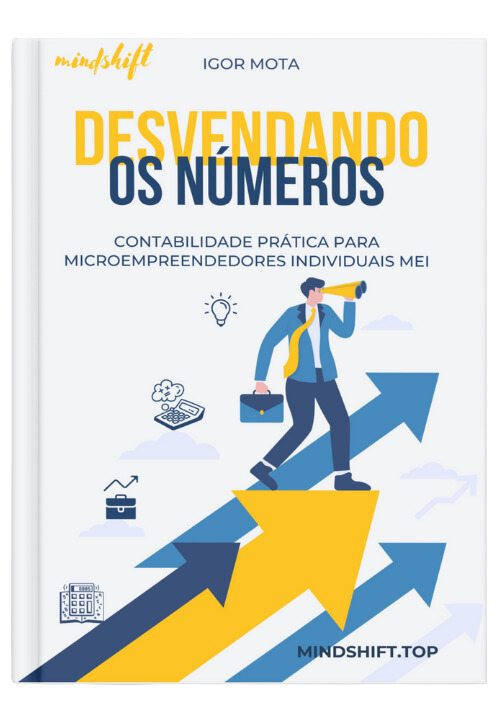 mindshift
IGOR MOTA
DESVENDANDO
OS NÚMEROS
CONTABILIDADE PRÁTICA PARA
MICROEMPREENDEDORES INDIVIDUAIS MEI
MINDSHIFT.TOP